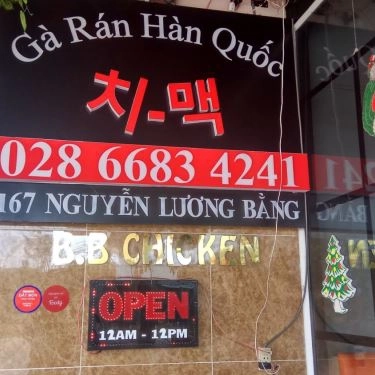 Gà Rán Hàn Quốc
치-맥
028 6683 4241
167 NGUYỄN LƯƠNG BẰNG
B.B CHICKEN
OPEN
12AM - 12PM